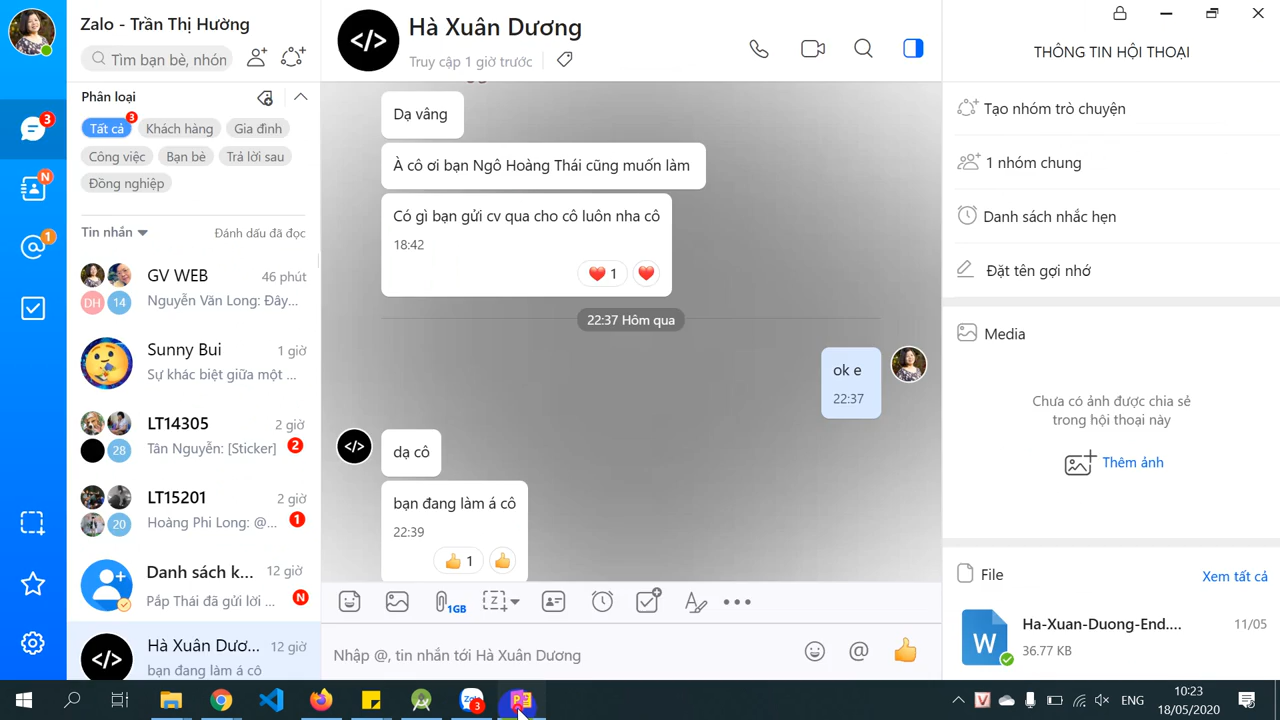 Zalo - Trần Thị Hường
Tìm bạn bè, nhón
Phân loại
Tất cả
3
Khách hàng
Gia đình
Công việc
Bạn bè
Trả lời sau
Đồng nghiệp
Tin nhắn
Đánh dấu đã đọc
GV WEB
46 phút
Nguyễn Văn Long: Đây...
DH
14
Sunny Bui
1 giờ
Sự khác biệt giữa một ...
LT14305
2 giờ
Tân Nguyễn: [Sticker]
2
28
LT15201
2 giờ
Hoàng Phi Long: @...
1
20
Danh sách k...
12 giờ
Pắp Thái đã gửi lời ...
N
Hà Xuân Dươ...
12 giờ
bạn đang làm á cô
3
N
1
Hà Xuân Dương
Truy cập 1 giờ trước
Dạ vâng
À cô ơi bạn Ngô Hoàng Thái cũng muốn làm
Có gì bạn gửi cv qua cho cô luôn nha cô
18:42
1
22:37 Hôm qua
ok e
22:37
dạ cô
bạn đang làm á cô
22:39
1
1GB
Nhập @, tin nhắn tới Hà Xuân Dương
THÔNG TIN HỘI THOẠI
Tạo nhóm trò chuyện
1 nhóm chung
Danh sách nhắc hẹn
Đặt tên gợi nhớ
Media
Chưa có ảnh được chia sẻ
trong hội thoại này
Thêm ảnh
File
Xem tất cả
Ha-Xuan-Duong-End....
11/05
36.77 KB
W
Zalo
3
V
ENG
10:23
18/05/2020